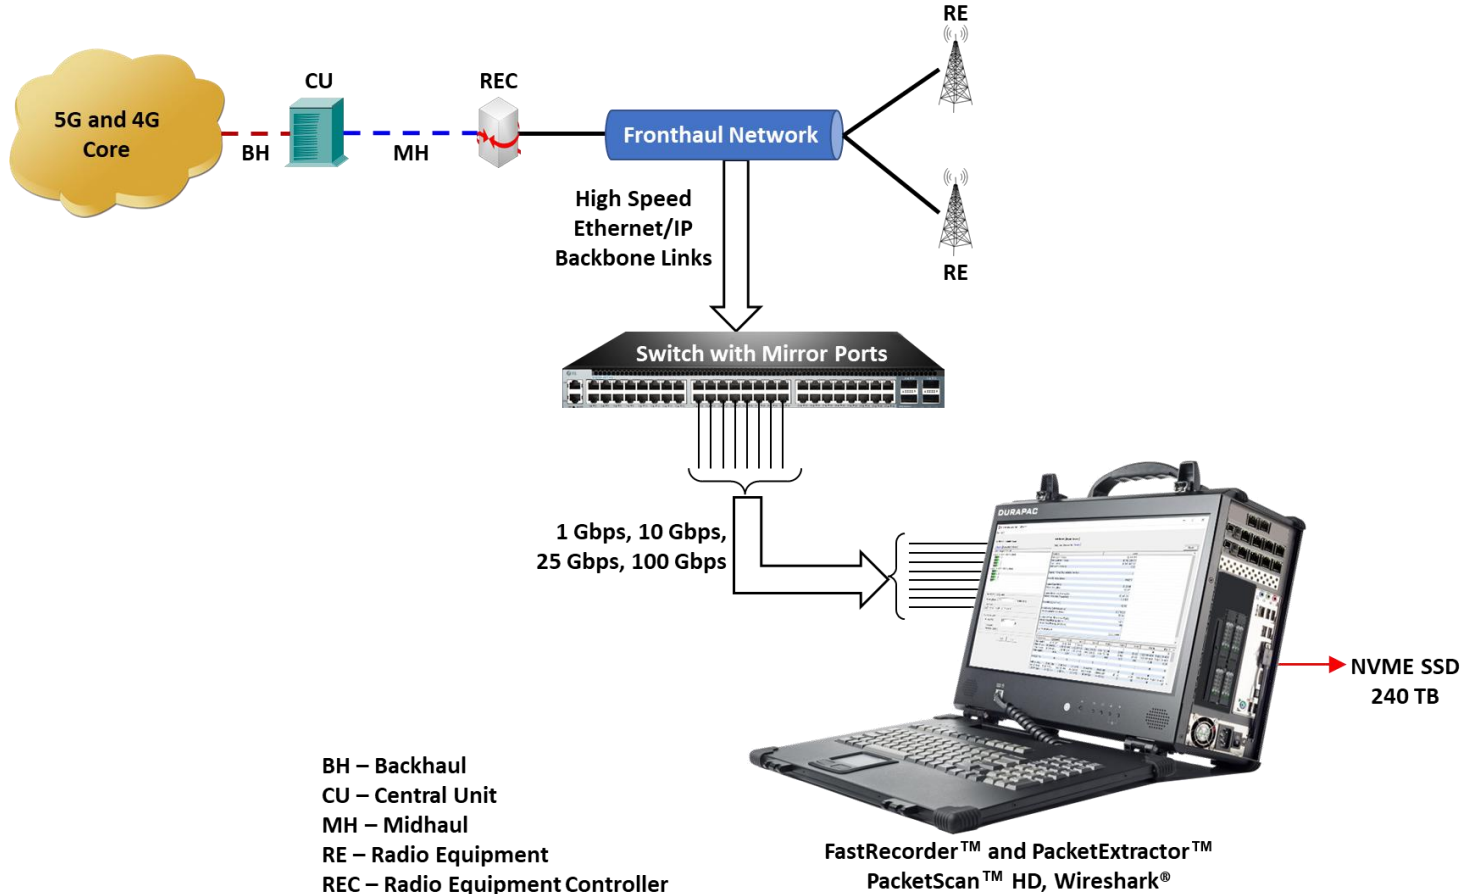 RE
CU
REC
5G and 4G
Core
BH
MH
Fronthaul Network
High Speed
Ethernet/IP
Backbone Links
RE
Switch with Mirror Ports
1 Gbps, 10 Gbps,
25 Gbps, 100 Gbps
DURAPAC
NVME SSD
240 TB
BH – Backhaul
CU – Central Unit
MH – Midhaul
RE – Radio Equipment
REC – Radio Equipment Controller
FastRecorder™ and PacketExtractor™
PacketScan™ HD, Wireshark®